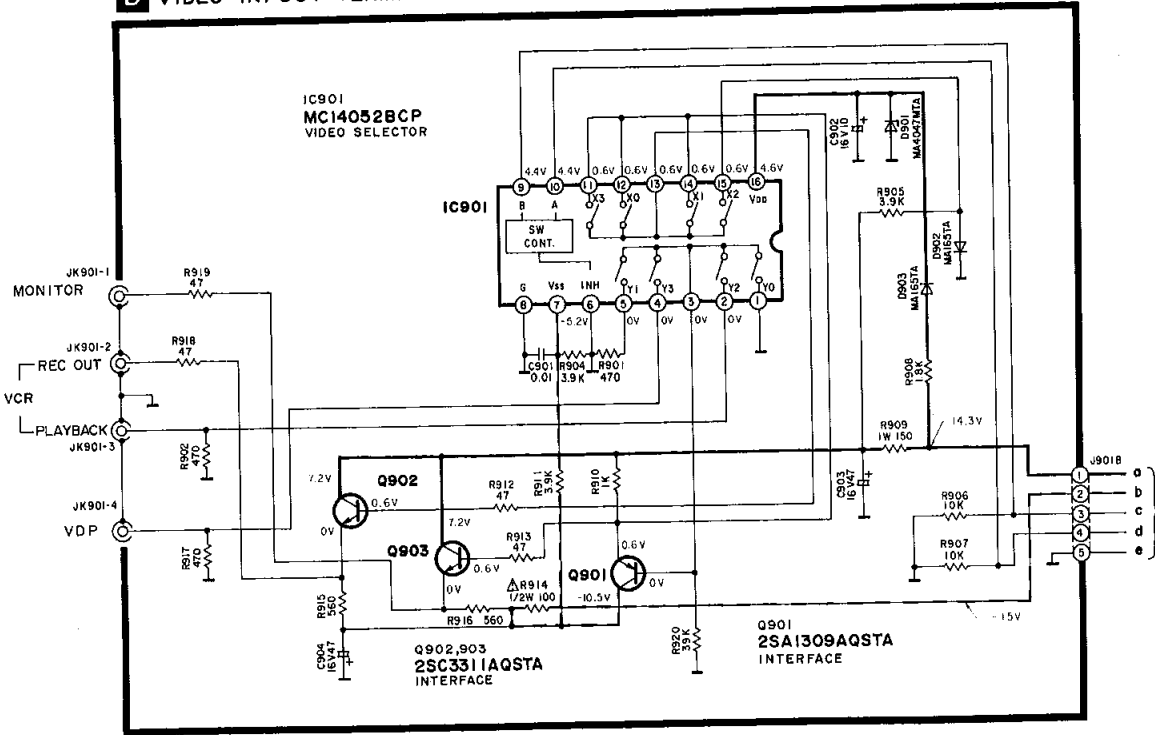 D VIDEO IN/OUT
IC901
MC14052BCP
VIDEO SELECTOR
C902
16V10
D901
MA4047MTA
4.4V 4.4V 0.6V 0.6V 0.6V 0.6V 4.6V
9 10 11 12 13 14 15 16
IC901
B A X3 X0 X1 X2 VDD
SW
CONT.
R905
3.9K
D902
MA165TA
D903
MA165TA
G Vss INH Y1 Y3 Y2 Y0
8 7 6 5 4 3 2 1
-5.2V 0V 0V 0V 0V
C901
0.01
R904
3.9K
R901
470
R908
1.8K
JK901-1
MONITOR
R919
47
JK901-2
REC OUT
R918
47
VCR
PLAYBACK
JK901-3
R902
470
JK901-4
VDP
R917
470
R909
1W 150
14.3V
7.2V
Q902
0.6V
0V
R912
47
R911
3.9K
R910
1K
C903
16V47
7.2V
Q903
0.6V
0V
R913
47
0.6V
Q901
0V
-10.5V
R914
1/2W 100
R915
560
R916 560
C904
16V47
R920
39K
R906
10K
R907
10K
J901B
1 a
2 b
3 c
4 d
5 e
-15V
Q902,903
2SC3311AQSTA
INTERFACE
Q901
2SA1309AQSTA
INTERFACE